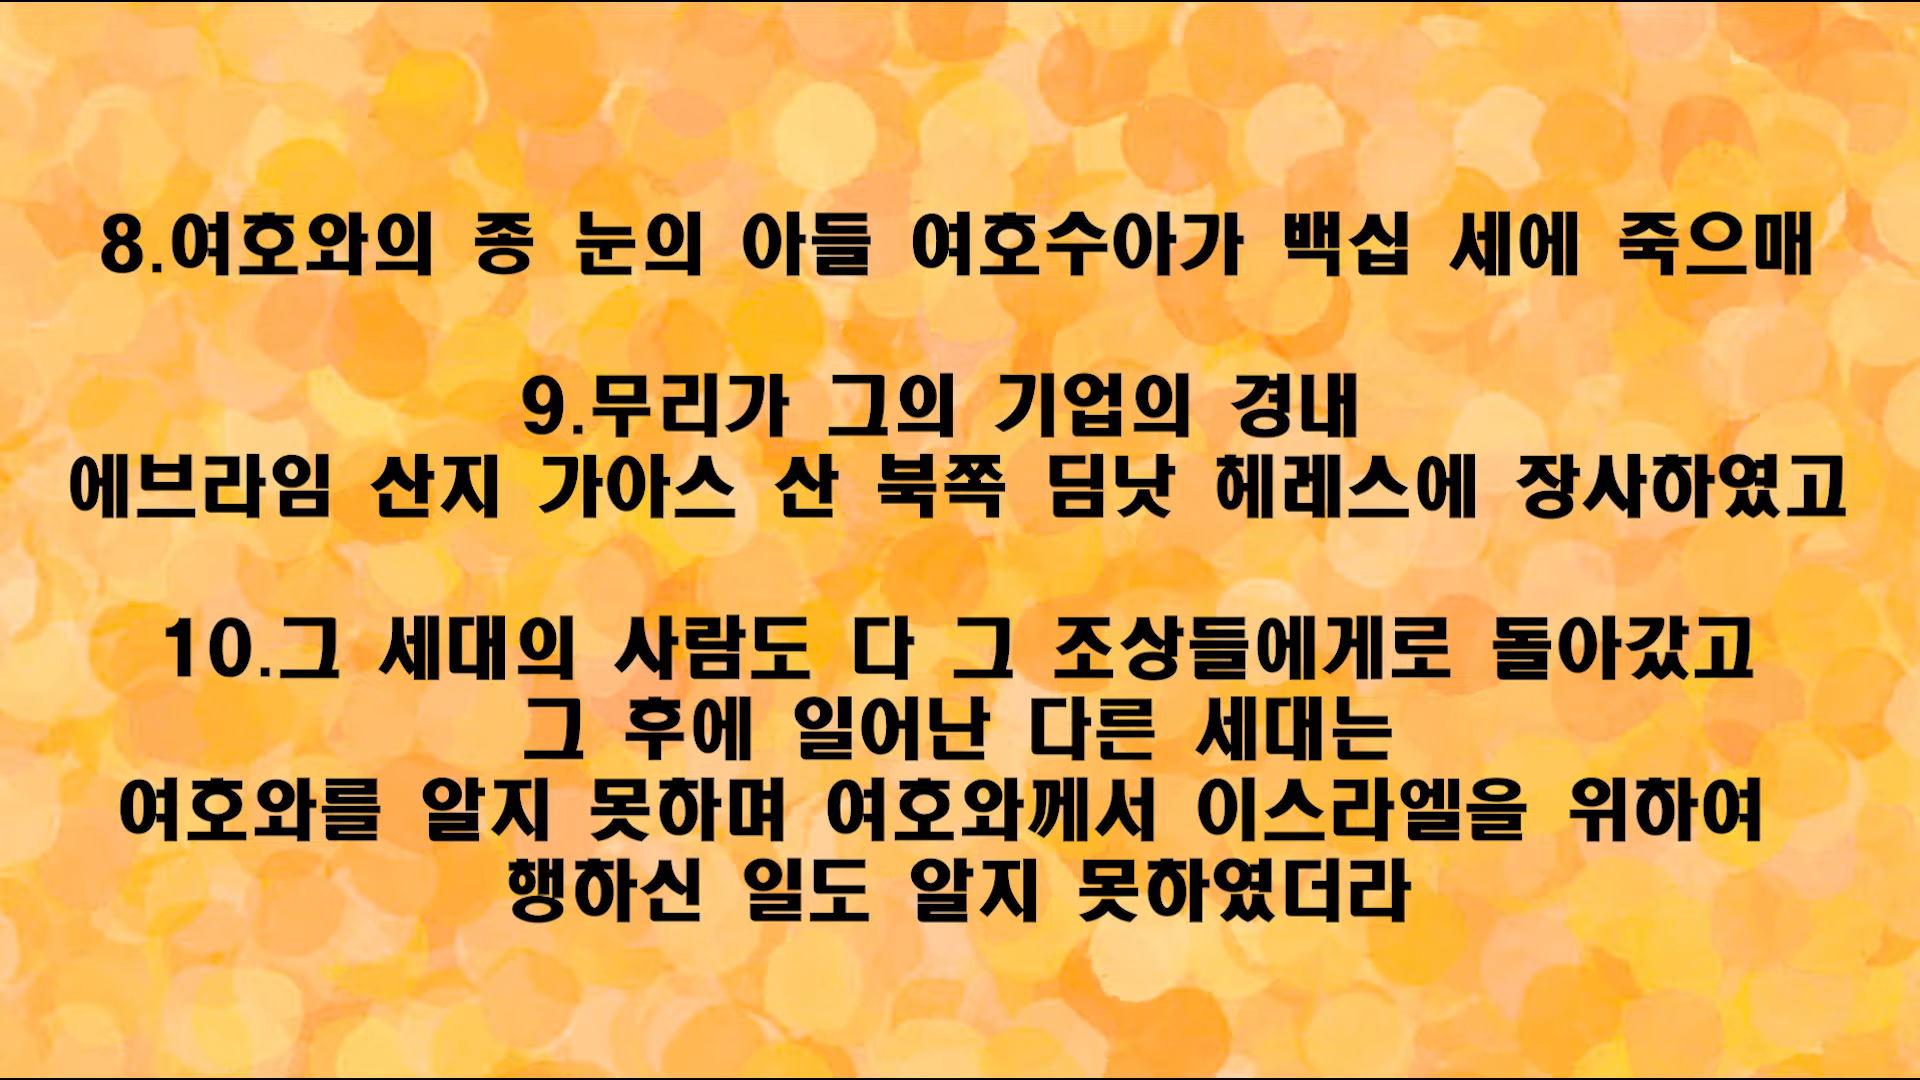 8.여호와의 종 눈의 아들 여호수아가 백십 세에 죽으매
9.무리가 그의 기업의 경내
에브라임 산지 가아스 산 북쪽 딤낫 헤레스에 장사하였고
10.그 세대의 사람도 다 그 조상들에게로 돌아갔고
그 후에 일어난 다른 세대는
여호와를 알지 못하며 여호와께서 이스라엘을 위하여
행하신 일도 알지 못하였더라